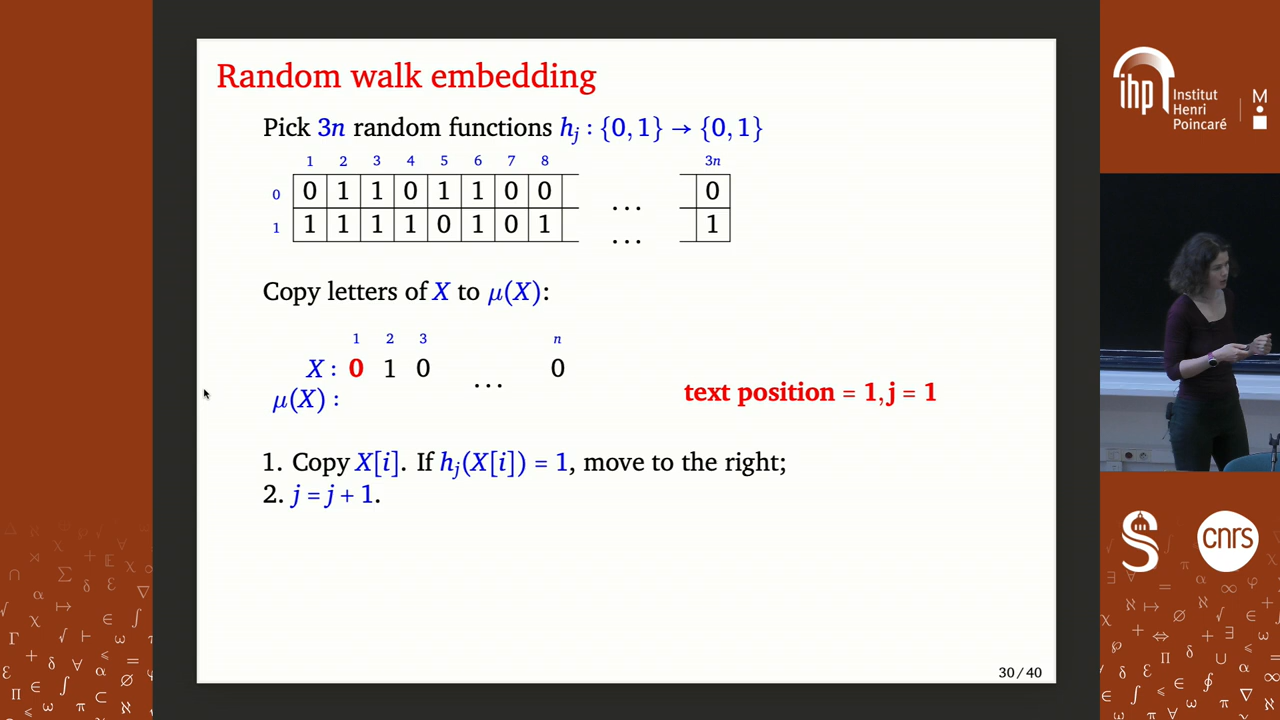 Random walk embedding
Pick 3n random functions hⱼ : {0, 1} → {0, 1}
1 2 3 4 5 6 7 8 3n
0 0 1 1 0 1 1 0 0 ... 0
1 1 1 1 1 0 1 0 1 ... 1
Copy letters of X to μ(X):
1 2 3 n
X : 0 1 0 ... 0
μ(X) :
text position = 1, j = 1
1. Copy X[i]. If hⱼ(X[i]) = 1, move to the right;
2. j = j + 1.
30 / 40
ihp
Institut
Henri
Poincaré
cnrs